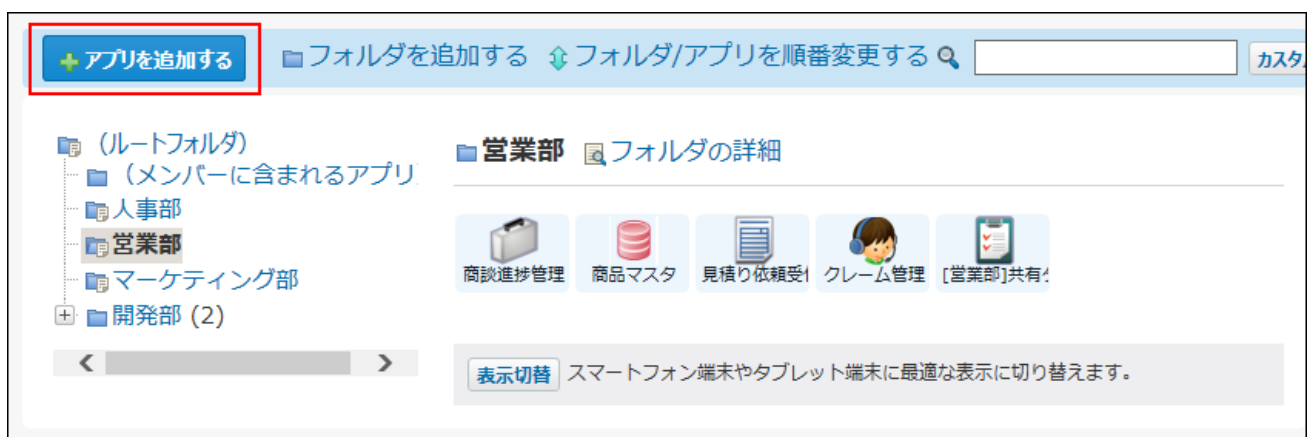 アプリを追加する フォルダを追加する フォルダ/アプリを順番変更する カスタ
(ルートフォルダ)
(メンバーに含まれるアプリ
人事部
営業部
マーケティング部
開発部 (2)
営業部 フォルダの詳細
商談進捗管理 商品マスタ 見積り依頼受 クレーム管理 [営業部]共有
表示切替 スマートフォン端末やタブレット端末に最適な表示に切り替えます。